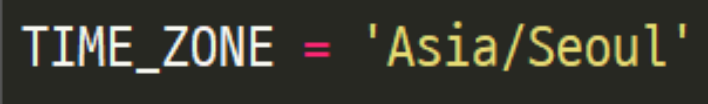 TIME_ZONE = 'Asia/Seoul'